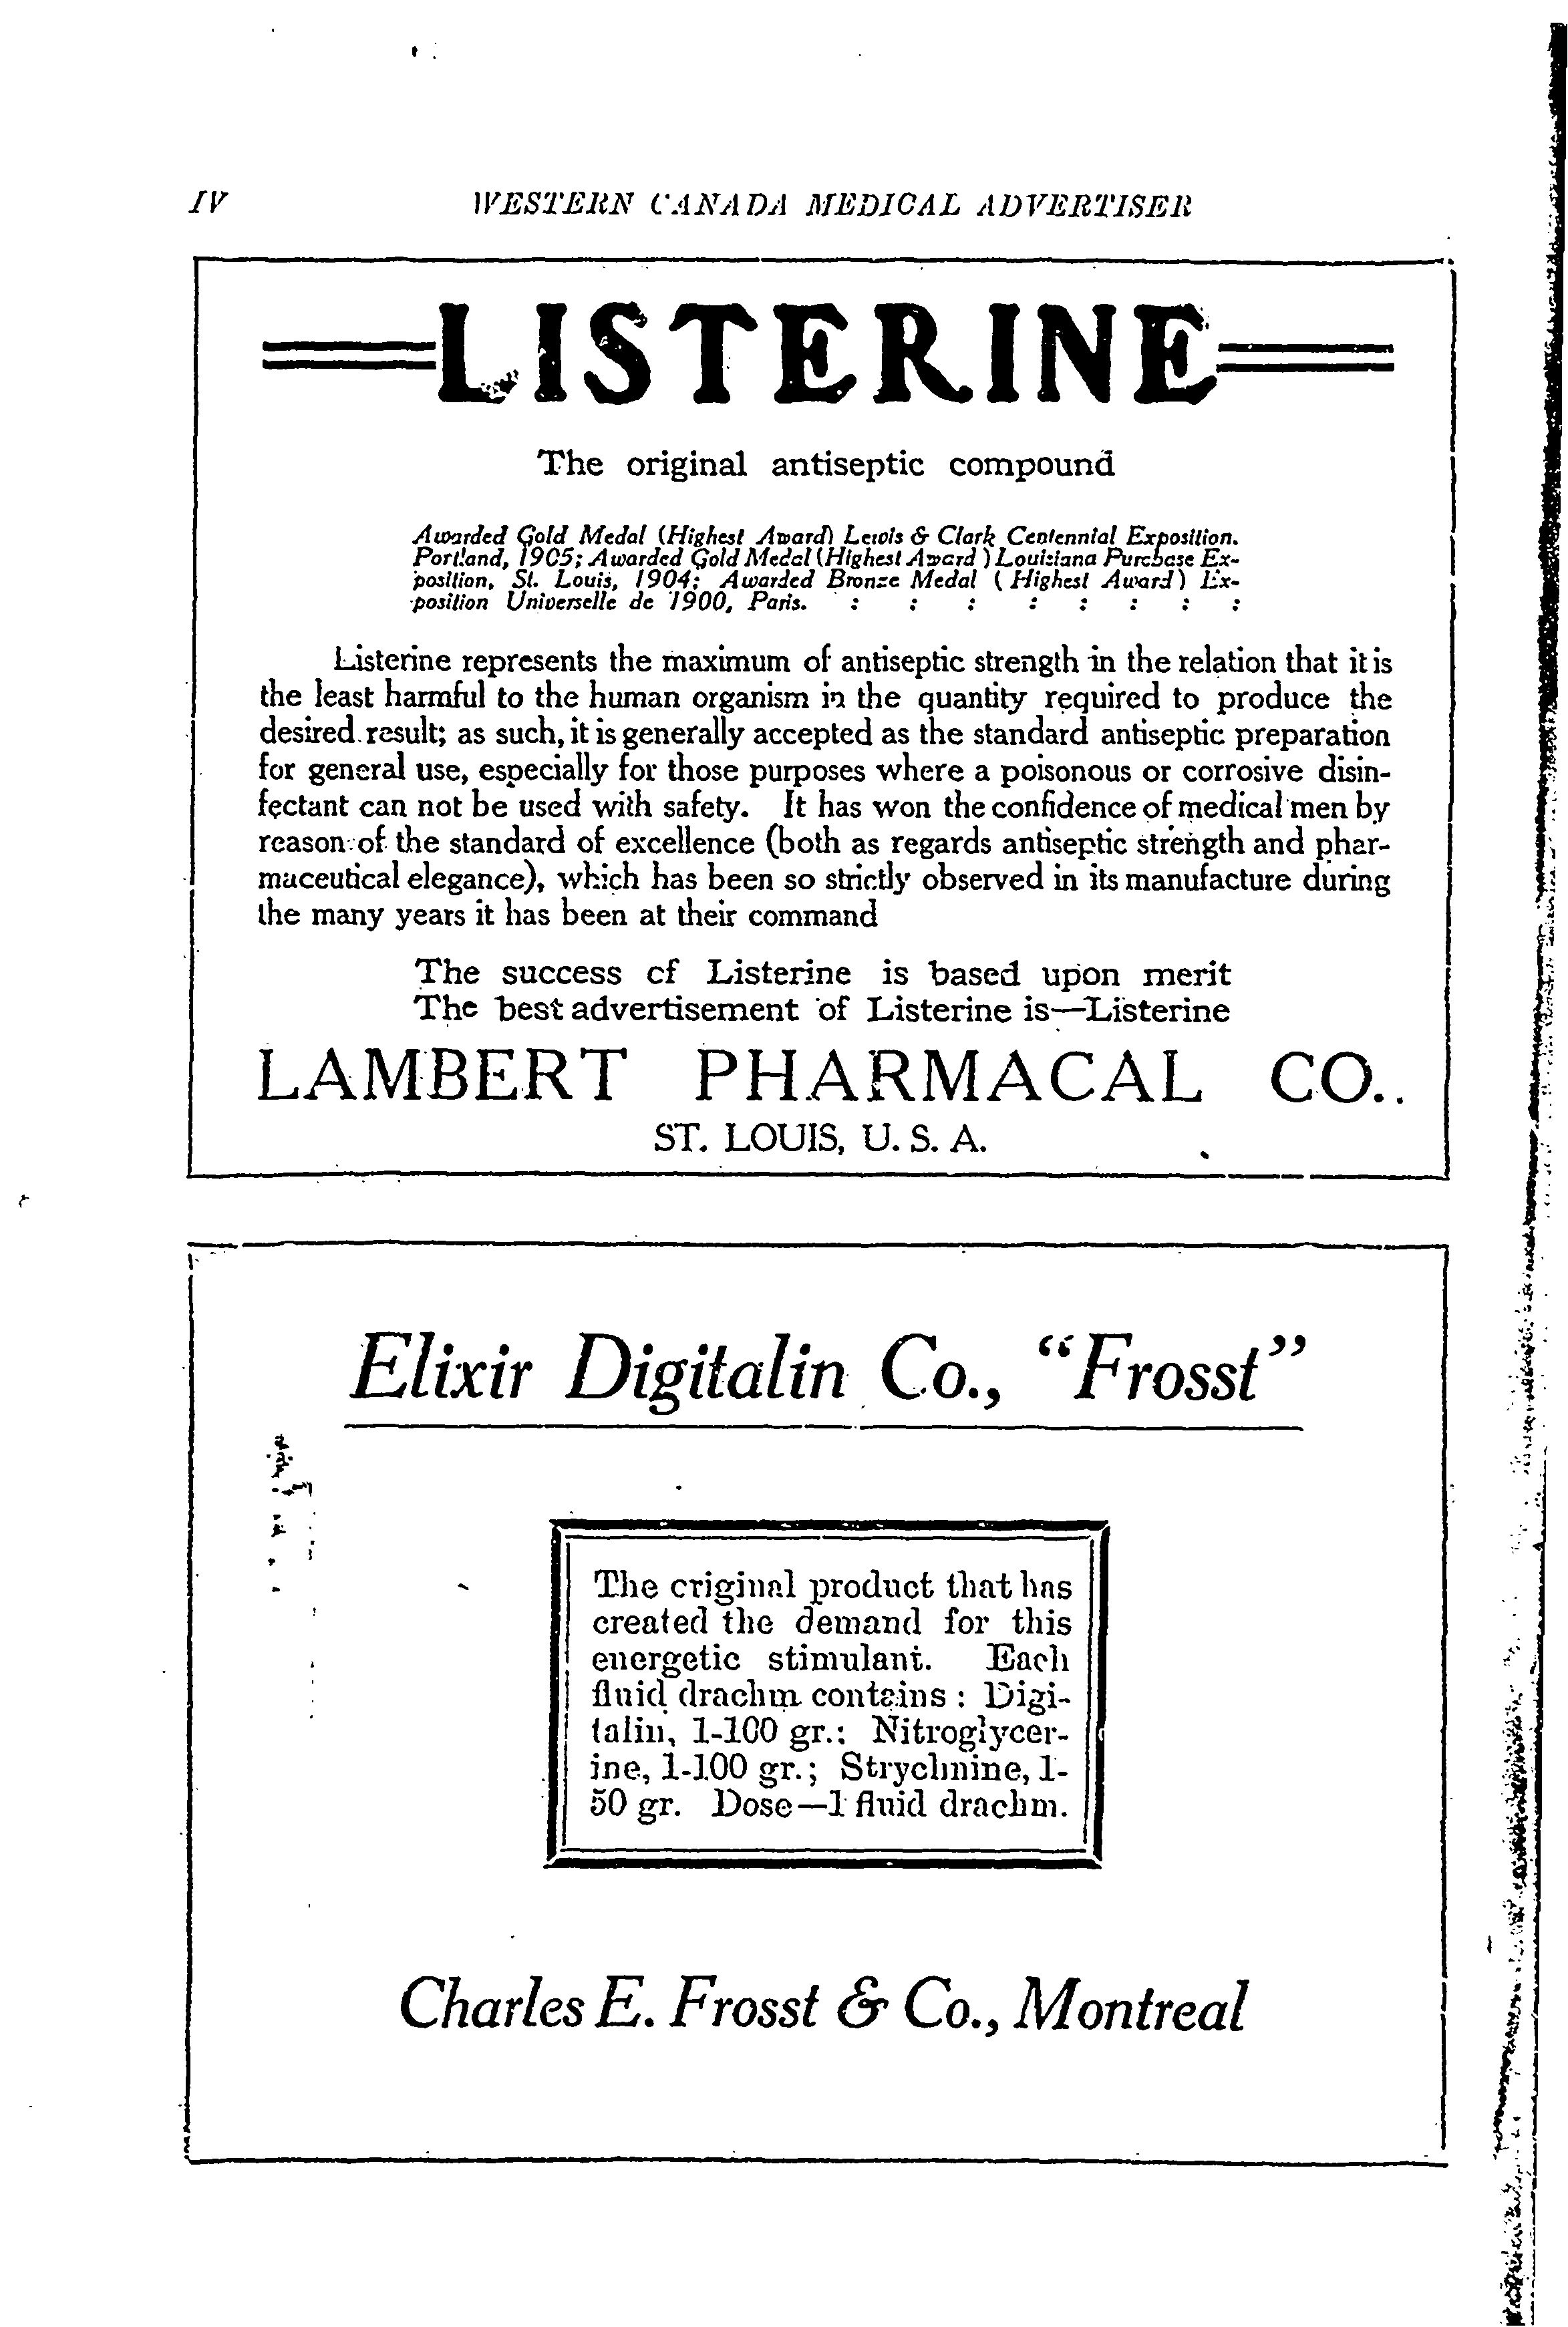 IV WESTERN CANADA MEDICAL ADVERTISER
LISTERINE
The original antiseptic compound
Awarded Gold Medal (Highest Award) Lewis & Clark Centennial Exposition.
Portland, 1905; Awarded Gold Medal (Highest Award) Louisiana Purchase Ex-
position, St. Louis, 1904; Awarded Bronze Medal (Highest Award) Ex-
position Universelle de 1900, Paris. : : : : : : : :
Listerine represents the maximum of antiseptic strength in the relation that it is
the least harmful to the human organism in the quantity required to produce the
desired result; as such, it is generally accepted as the standard antiseptic preparation
for general use, especially for those purposes where a poisonous or corrosive disin-
fectant can not be used with safety. It has won the confidence of medical men by
reason of the standard of excellence (both as regards antiseptic strength and phar-
maceutical elegance), which has been so strictly observed in its manufacture during
the many years it has been at their command
The success of Listerine is based upon merit
The best advertisement of Listerine is—Listerine
LAMBERT PHARMACAL CO.
ST. LOUIS, U. S. A.
Elixir Digitalin Co., "Frosst"
The original product that has
created the demand for this
energetic stimulant. Each
fluid drachm contains : Digi-
talin, 1-100 gr.; Nitroglycer-
ine, 1-100 gr.; Strychnine, 1-
50 gr. Dose—1 fluid drachm.
Charles E. Frosst & Co., Montreal